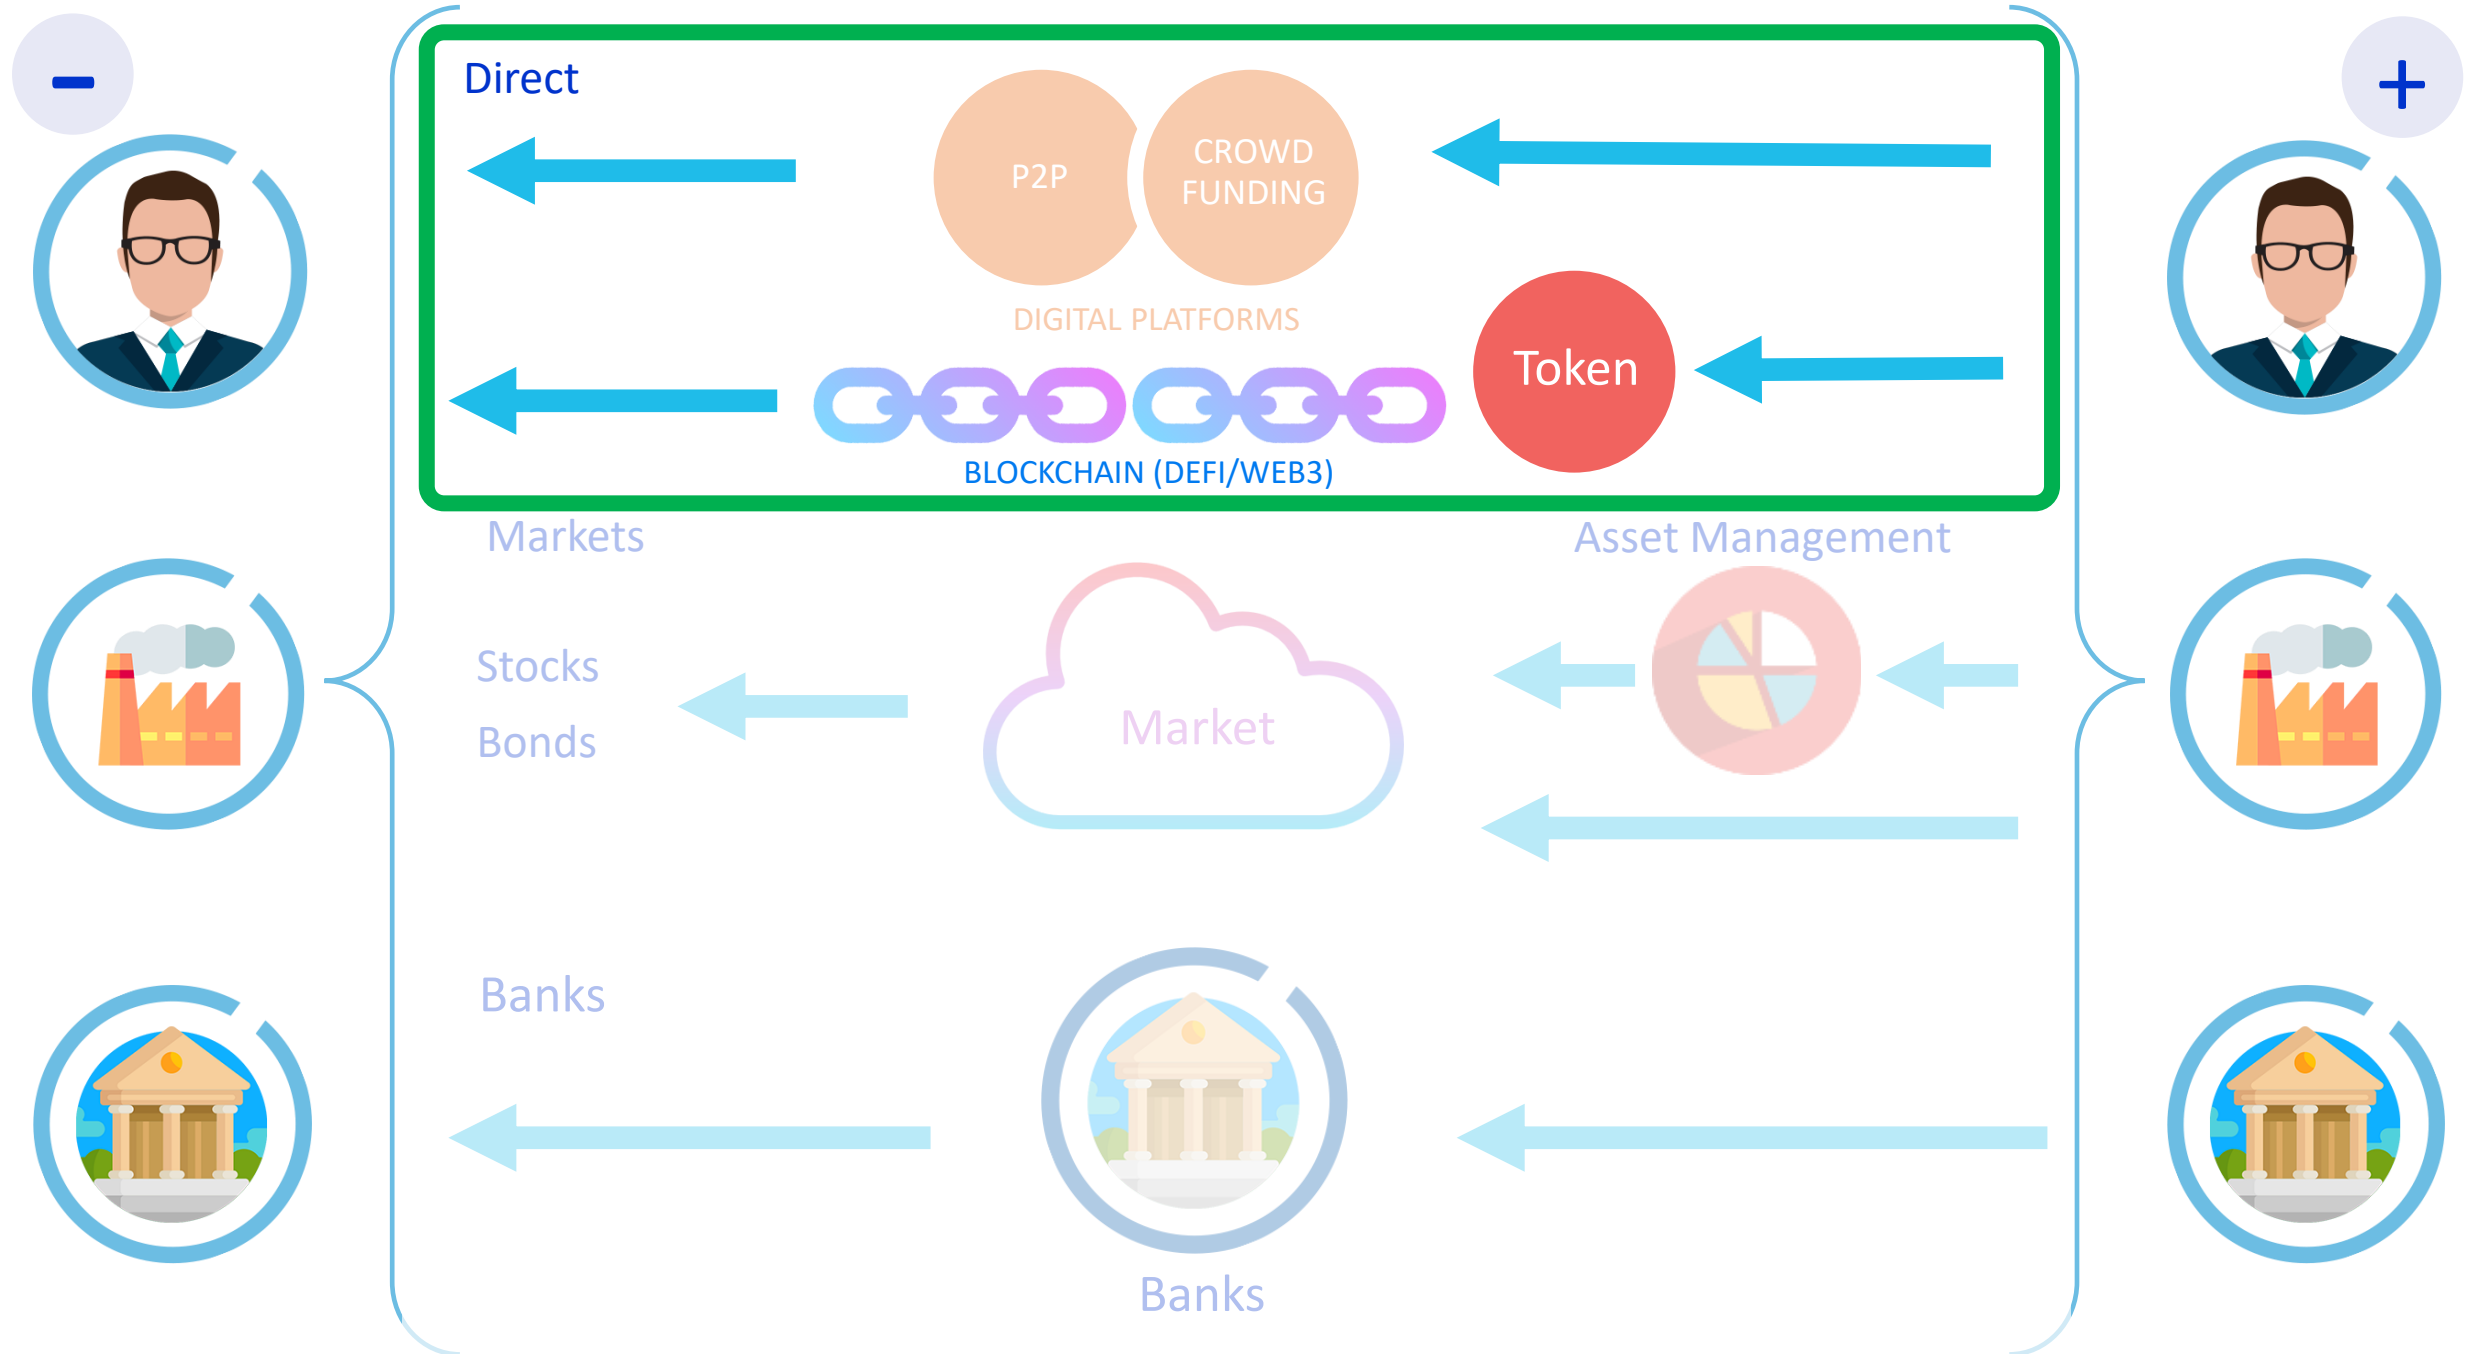 -
+
Direct
P2P
CROWD
FUNDING
DIGITAL PLATFORMS
Token
BLOCKCHAIN (DEFI/WEB3)
Markets
Asset Management
Stocks
Bonds
Market
Banks
Banks